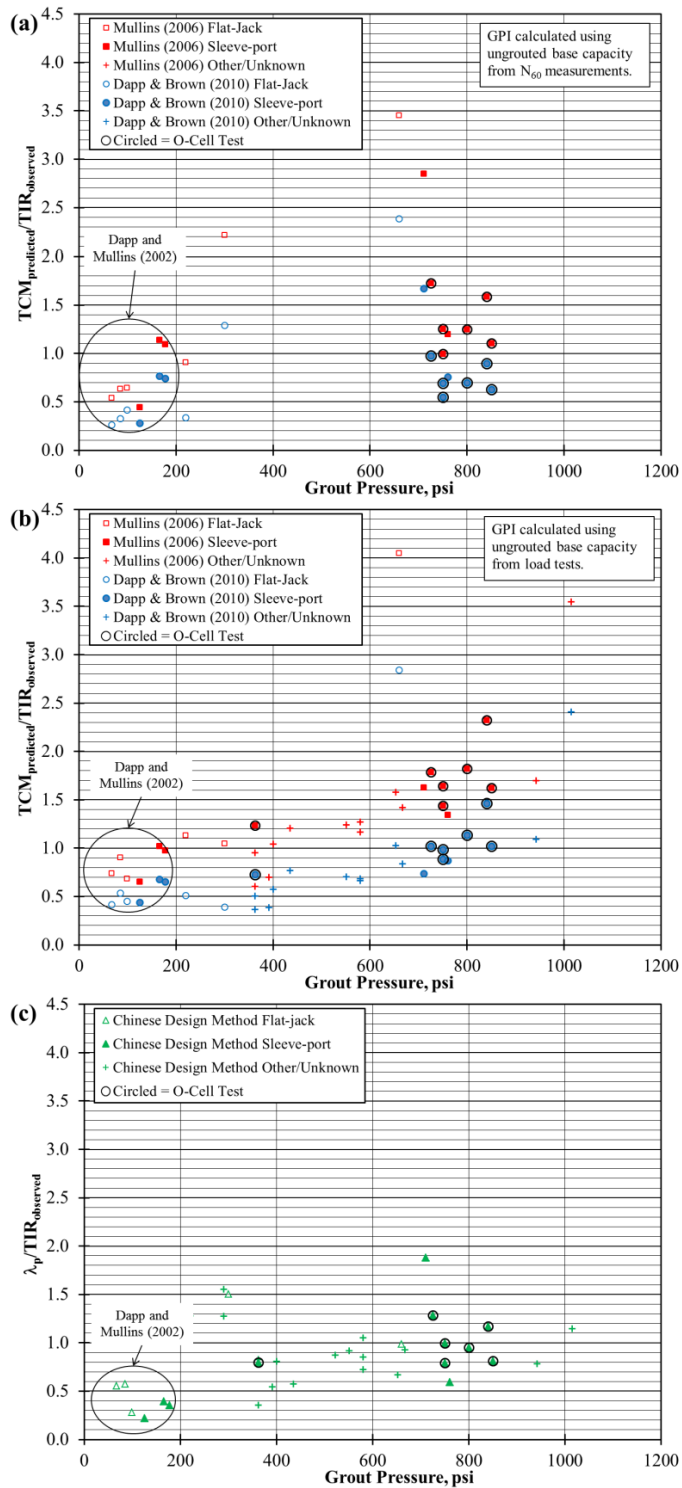 (a)
Mullins (2006) Flat-Jack
Mullins (2006) Sleeve-port
Mullins (2006) Other/Unknown
Dapp & Brown (2010) Flat-Jack
Dapp & Brown (2010) Sleeve-port
Dapp & Brown (2010) Other/Unknown
Circled = O-Cell Test
GPI calculated using
ungrouted base capacity
from N60 measurements.
Dapp and
Mullins (2002)
TCMpredicted/TIRobserved
4.5
4.0
3.5
3.0
2.5
2.0
1.5
1.0
0.5
0.0
0 200 400 600 800 1000 1200
Grout Pressure, psi
(b)
Mullins (2006) Flat-Jack
Mullins (2006) Sleeve-port
Mullins (2006) Other/Unknown
Dapp & Brown (2010) Flat-Jack
Dapp & Brown (2010) Sleeve-port
Dapp & Brown (2010) Other/Unknown
Circled = O-Cell Test
GPI calculated using
ungrouted base capacity
from load tests.
Dapp and
Mullins (2002)
TCMpredicted/TIRobserved
4.5
4.0
3.5
3.0
2.5
2.0
1.5
1.0
0.5
0.0
0 200 400 600 800 1000 1200
Grout Pressure, psi
(c)
Chinese Design Method Flat-jack
Chinese Design Method Sleeve-port
Chinese Design Method Other/Unknown
Circled = O-Cell Test
Dapp and
Mullins (2002)
λp/TIRobserved
4.5
4.0
3.5
3.0
2.5
2.0
1.5
1.0
0.5
0.0
0 200 400 600 800 1000 1200
Grout Pressure, psi